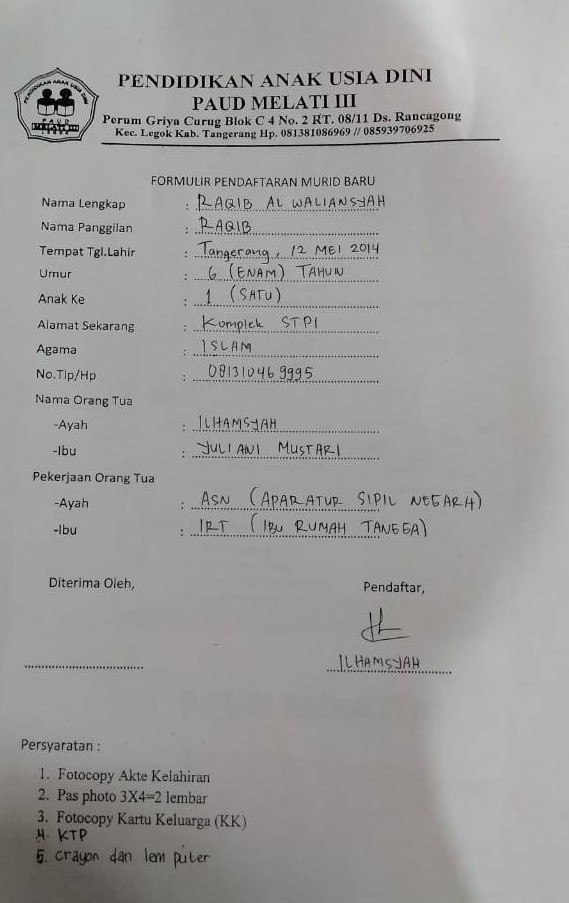 PENDIDIKAN ANAK USIA DINI
PAUD MELATI III
Perum Griya Curug Blok C 4 No. 2 RT. 08/11 Ds. Rancagong
Kec. Legok Kab. Tangerang Hp. 081381086969 // 085939706925
PENDIDIKAN ANAK USIA DINI
PAUD
MELATI III
LEGOK
FORMULIR PENDAFTARAN MURID BARU
Nama Lengkap : RAQIB AL WALIANSYAH
Nama Panggilan : RAQIB
Tempat Tgl.Lahir : Tangerang, 12 MEI 2014
Umur : 6 (ENAM) TAHUN
Anak Ke : 1 (SATU)
Alamat Sekarang : Komplek STPI
Agama : ISLAM
No.Tlp/Hp : 081310469995
Nama Orang Tua
-Ayah : ILHAMSYAH
-Ibu : YULIANI MUSTARI
Pekerjaan Orang Tua
-Ayah : ASN (APARATUR SIPIL NEGARA)
-Ibu : IRT (IBU RUMAH TANGGA)
Diterima Oleh, Pendaftar,
ILHAMSYAH
Persyaratan :
1. Fotocopy Akte Kelahiran
2. Pas photo 3X4=2 lembar
3. Fotocopy Kartu Keluarga (KK)
4. KTP
5. crayon dan lem puter